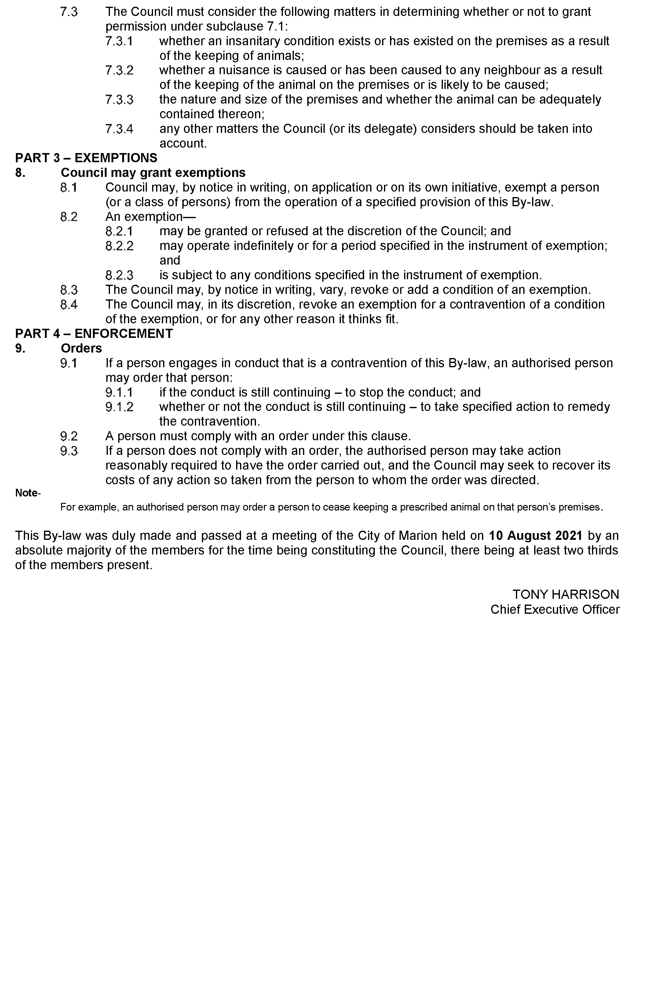 7.3 The Council must consider the following matters in determining whether or not to grant
permission under subclause 7.1:
7.3.1 whether an insanitary condition exists or has existed on the premises as a result
of the keeping of animals;
7.3.2 whether a nuisance is caused or has been caused to any neighbour as a result
of the keeping of the animal on the premises or is likely to be caused;
7.3.3 the nature and size of the premises and whether the animal can be adequately
contained thereon;
7.3.4 any other matters the Council (or its delegate) considers should be taken into
account.
PART 3 – EXEMPTIONS
8. Council may grant exemptions
8.1 Council may, by notice in writing, on application or on its own initiative, exempt a person
(or a class of persons) from the operation of a specified provision of this By-law.
8.2 An exemption—
8.2.1 may be granted or refused at the discretion of the Council; and
8.2.2 may operate indefinitely or for a period specified in the instrument of exemption;
and
8.2.3 is subject to any conditions specified in the instrument of exemption.
8.3 The Council may, by notice in writing, vary, revoke or add a condition of an exemption.
8.4 The Council may, in its discretion, revoke an exemption for a contravention of a condition
of the exemption, or for any other reason it thinks fit.
PART 4 – ENFORCEMENT
9. Orders
9.1 If a person engages in conduct that is a contravention of this By-law, an authorised person
may order that person:
9.1.1 if the conduct is still continuing – to stop the conduct; and
9.1.2 whether or not the conduct is still continuing – to take specified action to remedy
the contravention.
9.2 A person must comply with an order under this clause.
9.3 If a person does not comply with an order, the authorised person may take action
reasonably required to have the order carried out, and the Council may seek to recover its
costs of any action so taken from the person to whom the order was directed.
Note-
For example, an authorised person may order a person to cease keeping a prescribed animal on that person’s premises.
This By-law was duly made and passed at a meeting of the City of Marion held on 10 August 2021 by an
absolute majority of the members for the time being constituting the Council, there being at least two thirds
of the members present.
TONY HARRISON
Chief Executive Officer